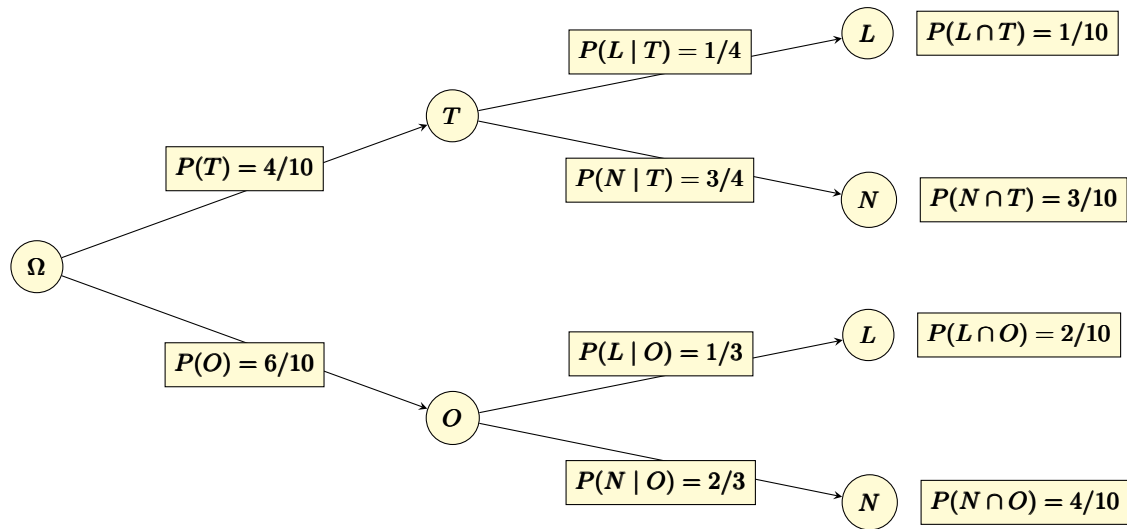 L
P(L ∩ T) = 1/10
P(L | T) = 1/4
T
P(T) = 4/10
P(N | T) = 3/4
N
P(N ∩ T) = 3/10
Ω
L
P(L ∩ O) = 2/10
P(L | O) = 1/3
P(O) = 6/10
O
P(N | O) = 2/3
N
P(N ∩ O) = 4/10